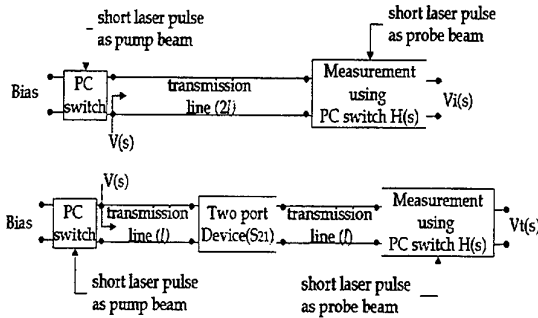 short laser pulse
as pump beam
short laser pulse
as probe beam
Bias
PC
switch
transmission
line (2l)
Measurement
using
PC switch H(s)
Vi(s)
V(s)
V(s)
Bias
PC
switch
transmission
line (l)
Two port
Device(S21)
transmission
line (l)
Measurement
using
PC switch H(s)
Vt(s)
short laser pulse
as pump beam
short laser pulse
as probe beam